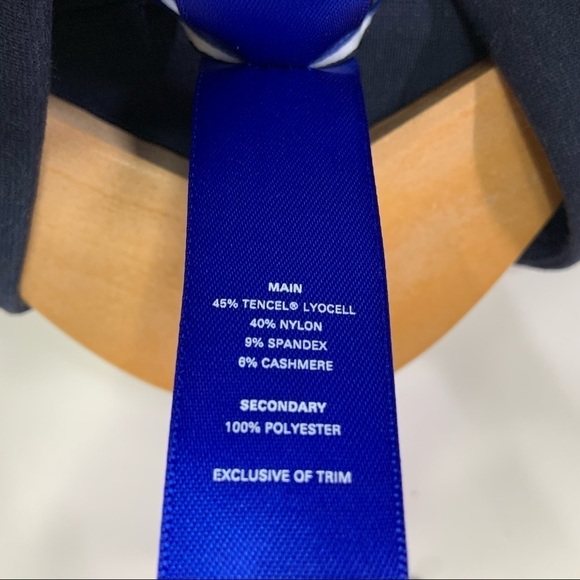 MAIN
45% TENCEL® LYOCELL
40% NYLON
9% SPANDEX
6% CASHMERE
SECONDARY
100% POLYESTER
EXCLUSIVE OF TRIM